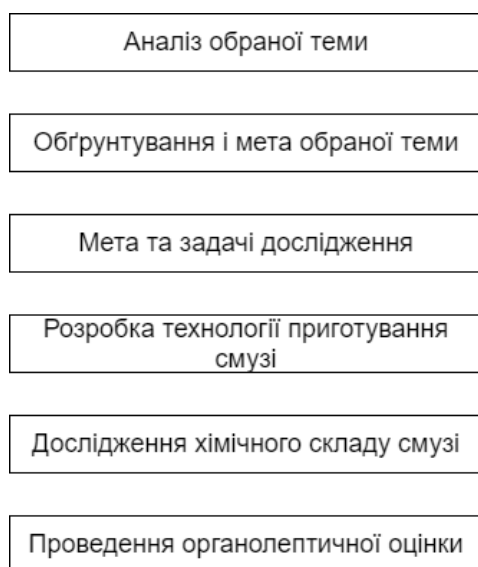 Аналіз обраної теми
Обґрунтування і мета обраної теми
Мета та задачі дослідження
Розробка технології приготування
смузі
Дослідження хімічного складу смузі
Проведення органолептичної оцінки